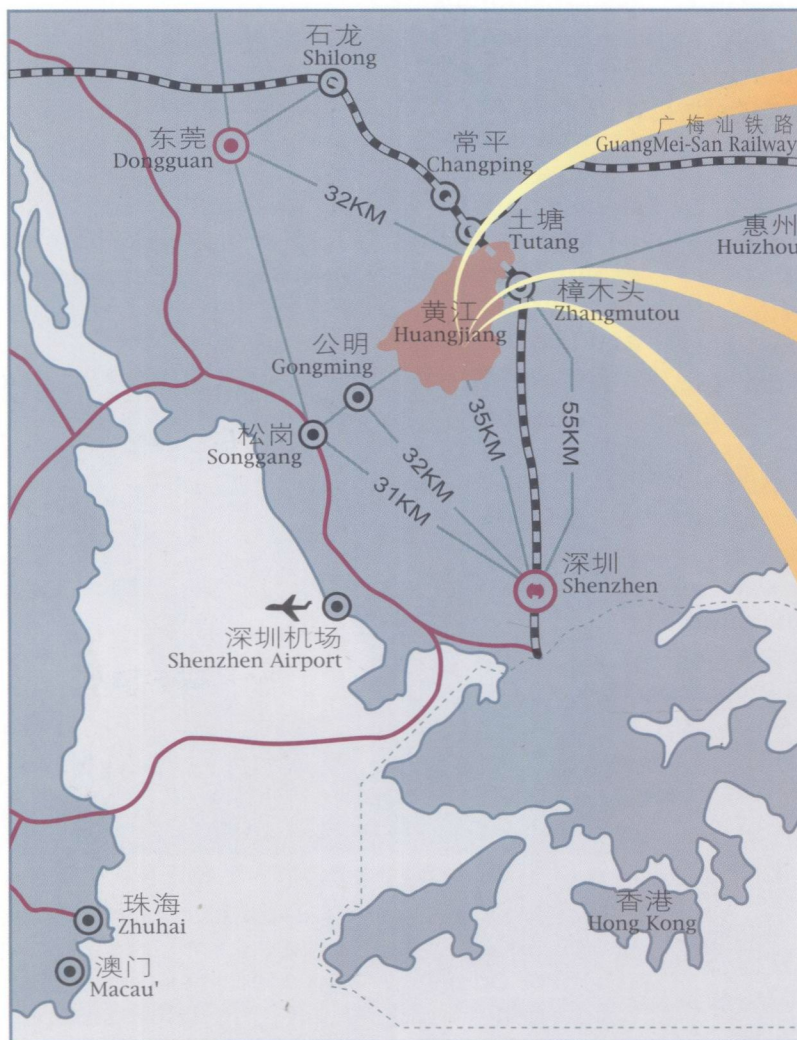 石龙
Shilong
东莞
Dongguan
常平
Changping
广梅汕铁路
GuangMei-San Railway
32KM
土塘
Tutang
惠州
Huizhou
黄江
Huangjiang
樟木头
Zhangmutou
公明
Gongming
松岗
Songgang
35KM
55KM
32KM
31KM
深圳
Shenzhen
深圳机场
Shenzhen Airport
珠海
Zhuhai
香港
Hong Kong
澳门
Macau'